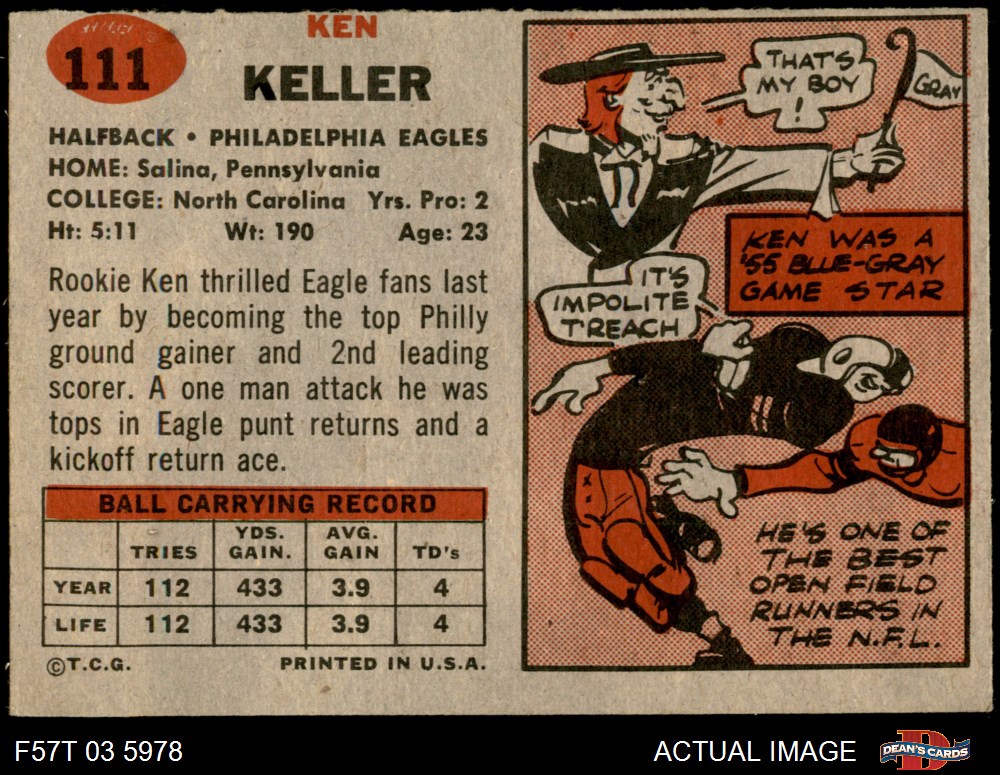 111
KEN
KELLER
HALFBACK • PHILADELPHIA EAGLES
HOME: Salina, Pennsylvania
COLLEGE: North Carolina Yrs. Pro: 2
Ht: 5:11 Wt: 190 Age: 23
Rookie Ken thrilled Eagle fans last
year by becoming the top Philly
ground gainer and 2nd leading
scorer. A one man attack he was
tops in Eagle punt returns and a
kickoff return ace.
BALL CARRYING RECORD
TRIES YDS. GAIN. AVG. GAIN TD's
YEAR 112 433 3.9 4
LIFE 112 433 3.9 4
©T.C.G. PRINTED IN U.S.A.
THAT'S
MY BOY
!
GRAY
KEN WAS A
'55 BLUE-GRAY
GAME STAR
IT'S
IMPOLITE
T'REACH
HE'S ONE OF
THE BEST
OPEN FIELD
RUNNERS IN
THE N.F.L.
F57T 03 5978 ACTUAL IMAGE DEAN'S CARDS